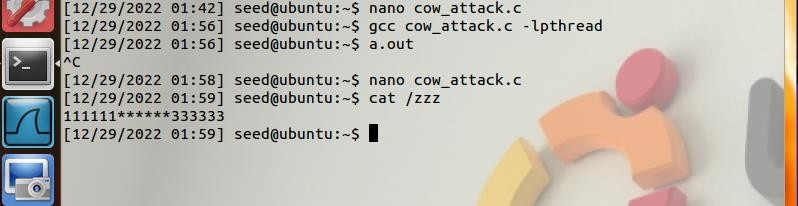 [12/29/2022 01:42] seed@ubuntu:~$ nano cow_attack.c
[12/29/2022 01:56] seed@ubuntu:~$ gcc cow_attack.c -lpthread
[12/29/2022 01:56] seed@ubuntu:~$ a.out
^C
[12/29/2022 01:58] seed@ubuntu:~$ nano cow_attack.c
[12/29/2022 01:59] seed@ubuntu:~$ cat /zzz
111111******333333
[12/29/2022 01:59] seed@ubuntu:~$